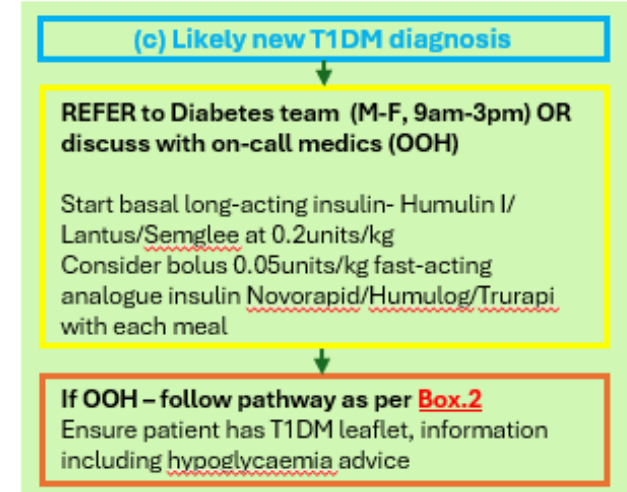 (c) Likely new T1DM diagnosis
REFER to Diabetes team (M-F, 9am-3pm) OR
discuss with on-call medics (OOH)
Start basal long-acting insulin- Humulin I/
Lantus/Semglee at 0.2units/kg
Consider bolus 0.05units/kg fast-acting
analogue insulin Novorapid/Humulog/Trurapi
with each meal
If OOH – follow pathway as per Box.2
Ensure patient has T1DM leaflet, information
including hypoglycaemia advice